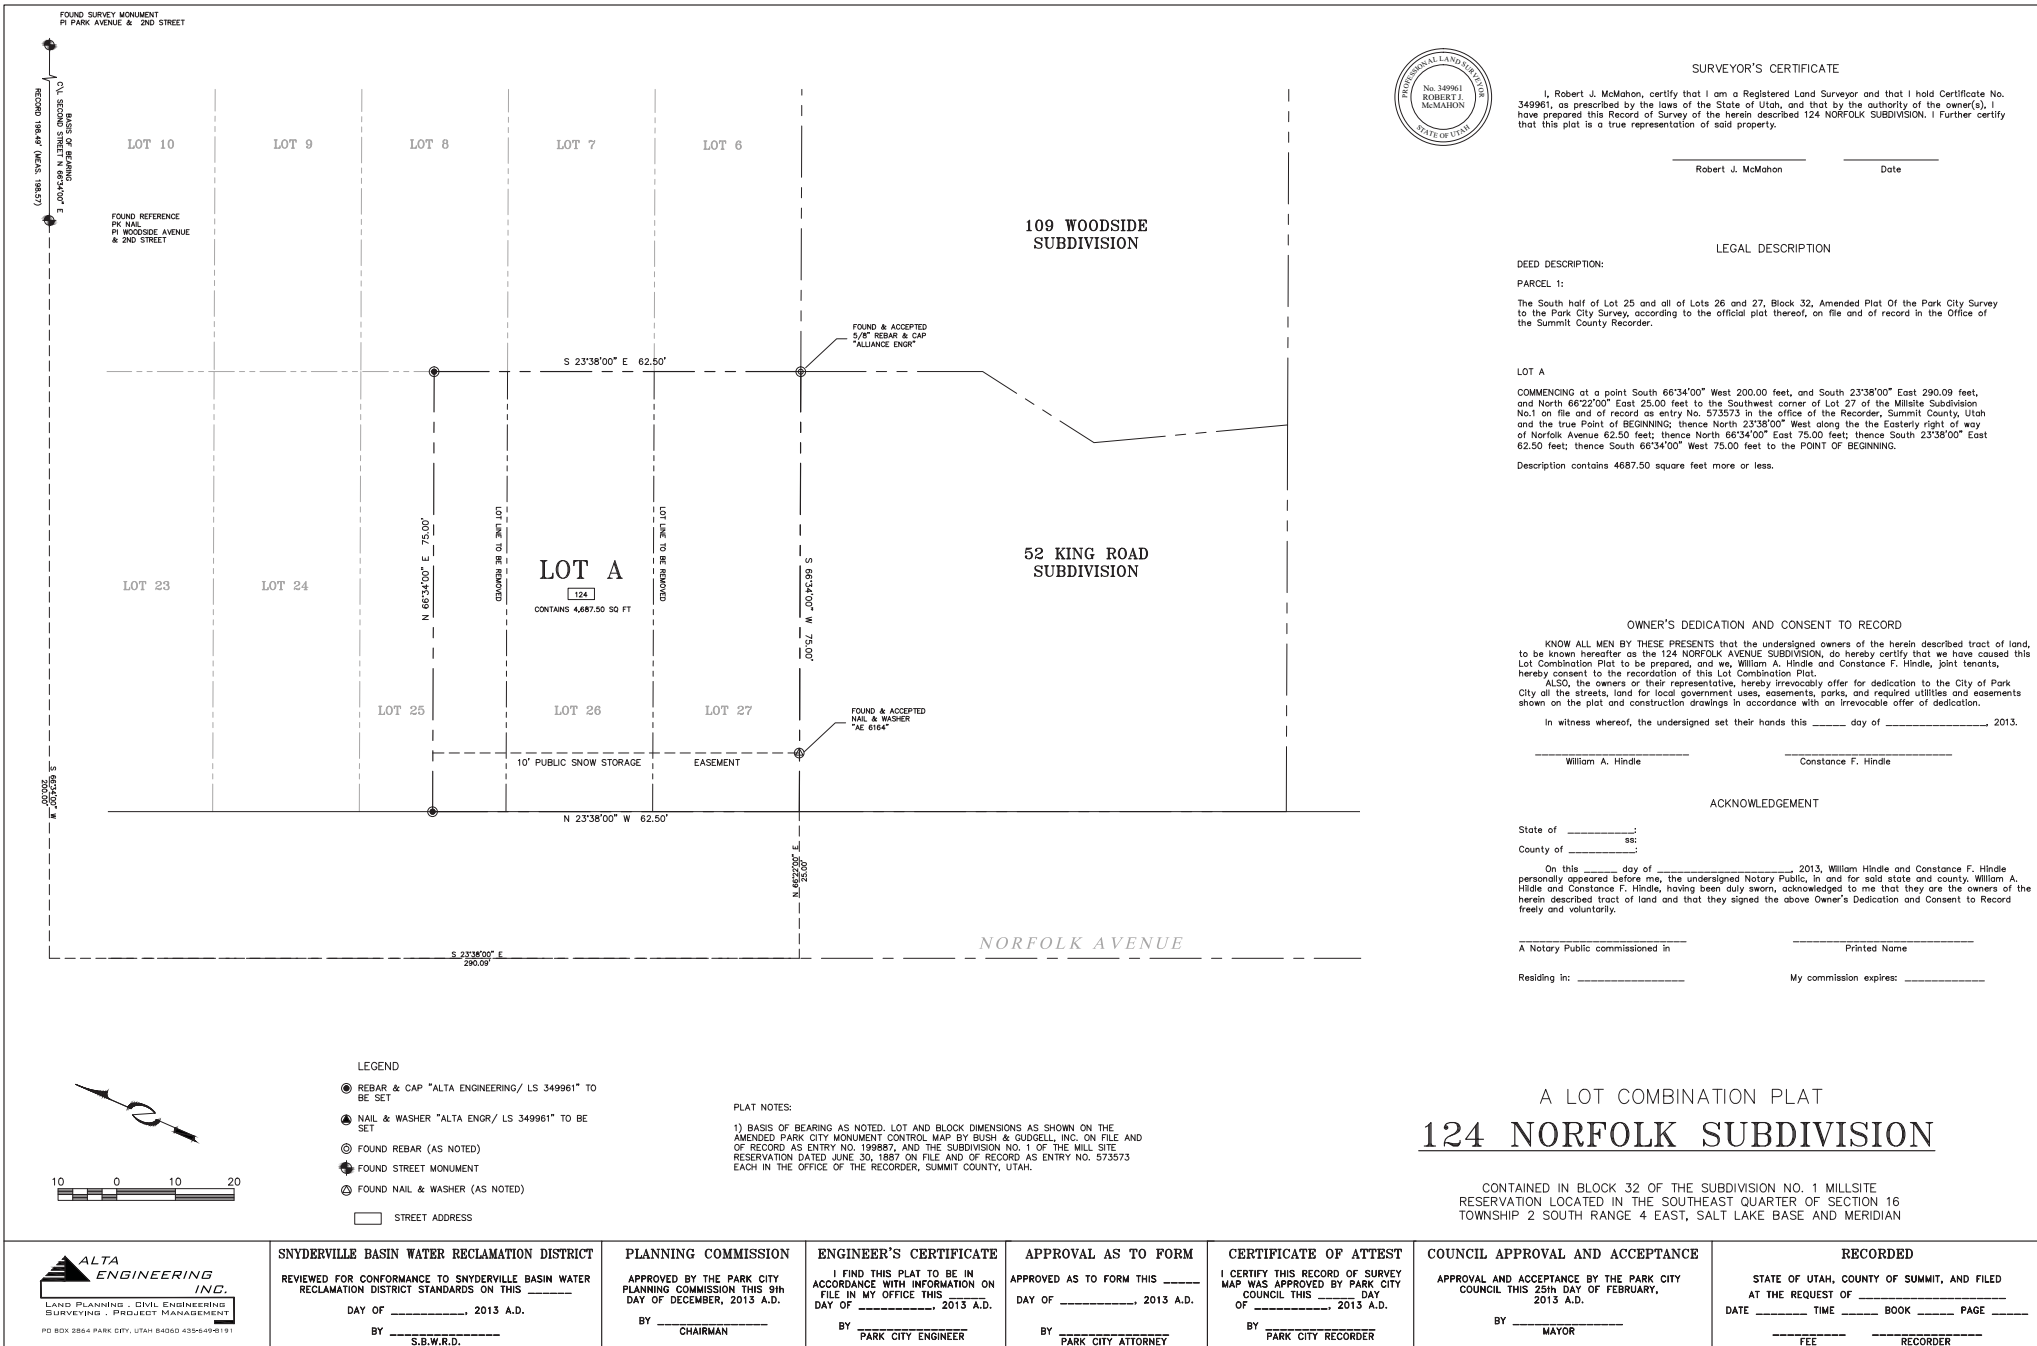 FOUND SURVEY MONUMENT
PI PARK AVENUE & 2ND STREET
BASIS OF BEARING
C\L SECOND STREET N 66°34'00" E
RECORD 198.49' (MEAS. 198.57)
FOUND REFERENCE
PK NAIL
PI WOODSIDE AVENUE
& 2ND STREET
LOT 10
LOT 9
LOT 8
LOT 7
LOT 6
109 WOODSIDE
SUBDIVISION
FOUND & ACCEPTED
5/8" REBAR & CAP
"ALLIANCE ENGR"
S 23°38'00" E 62.50'
N 66°34'00" E 75.00'
LOT LINE TO BE REMOVED
LOT LINE TO BE REMOVED
S 66°34'00" W 75.00'
LOT A
124
CONTAINS 4,687.50 SQ FT
52 KING ROAD
SUBDIVISION
LOT 23
LOT 24
LOT 25
LOT 26
LOT 27
FOUND & ACCEPTED
NAIL & WASHER
"AE 6164"
10' PUBLIC SNOW STORAGE EASEMENT
N 23°38'00" W 62.50'
S 66°34'00" W
200.00'
N 66°22'00" E
25.00'
S 23°38'00" E
290.09'
NORFOLK AVENUE
PROFESSIONAL LAND SURVEYOR
No. 349961
ROBERT J.
McMAHON
STATE OF UTAH
SURVEYOR'S CERTIFICATE
I, Robert J. McMahon, certify that I am a Registered Land Surveyor and that I hold Certificate No.
349961, as prescribed by the laws of the State of Utah, and that by the authority of the owner(s), I
have prepared this Record of Survey of the herein described 124 NORFOLK SUBDIVISION. I Further certify
that this plat is a true representation of said property.
Robert J. McMahon Date
LEGAL DESCRIPTION
DEED DESCRIPTION:
PARCEL 1:
The South half of Lot 25 and all of Lots 26 and 27, Block 32, Amended Plat Of the Park City Survey
to the Park City Survey, according to the official plat thereof, on file and of record in the Office of
the Summit County Recorder.
LOT A
COMMENCING at a point South 66°34'00" West 200.00 feet, and South 23°38'00" East 290.09 feet,
and North 66°22'00" East 25.00 feet to the Southwest corner of Lot 27 of the Millsite Subdivision
No.1 on file and of record as entry No. 573573 in the office of the Recorder, Summit County, Utah
and the true Point of BEGINNING; thence North 23°38'00" West along the the Easterly right of way
of Norfolk Avenue 62.50 feet; thence North 66°34'00" East 75.00 feet; thence South 23°38'00" East
62.50 feet; thence South 66°34'00" West 75.00 feet to the POINT OF BEGINNING.
Description contains 4687.50 square feet more or less.
OWNER'S DEDICATION AND CONSENT TO RECORD
KNOW ALL MEN BY THESE PRESENTS that the undersigned owners of the herein described tract of land,
to be known hereafter as the 124 NORFOLK AVENUE SUBDIVISION, do hereby certify that we have caused this
Lot Combination Plat to be prepared, and we, William A. Hindle and Constance F. Hindle, joint tenants,
hereby consent to the recordation of this Lot Combination Plat.
ALSO, the owners or their representative, hereby irrevocably offer for dedication to the City of Park
City all the streets, land for local government uses, easements, parks, and required utilities and easements
shown on the plat and construction drawings in accordance with an irrevocable offer of dedication.
In witness whereof, the undersigned set their hands this _____ day of _______________, 2013.
William A. Hindle Constance F. Hindle
ACKNOWLEDGEMENT
State of __________:
ss:
County of __________:
On this _____ day of ____________________, 2013, William Hindle and Constance F. Hindle
personally appeared before me, the undersigned Notary Public, in and for said state and county. William A.
Hildle and Constance F. Hindle, having been duly sworn, acknowledged to me that they are the owners of the
herein described tract of land and that they signed the above Owner's Dedication and Consent to Record
freely and voluntarily.
A Notary Public commissioned in Printed Name
Residing in: ________________ My commission expires: ____________
LEGEND
REBAR & CAP "ALTA ENGINEERING/ LS 349961" TO
BE SET
NAIL & WASHER "ALTA ENGR/ LS 349961" TO BE
SET
FOUND REBAR (AS NOTED)
FOUND STREET MONUMENT
FOUND NAIL & WASHER (AS NOTED)
STREET ADDRESS
10 0 10 20
PLAT NOTES:
1) BASIS OF BEARING AS NOTED. LOT AND BLOCK DIMENSIONS AS SHOWN ON THE
AMENDED PARK CITY MONUMENT CONTROL MAP BY BUSH & GUDGELL, INC. ON FILE AND
OF RECORD AS ENTRY NO. 199887, AND THE SUBDIVISION NO. 1 OF THE MILL SITE
RESERVATION DATED JUNE 30, 1887 ON FILE AND OF RECORD AS ENTRY NO. 573573
EACH IN THE OFFICE OF THE RECORDER, SUMMIT COUNTY, UTAH.
A LOT COMBINATION PLAT
124 NORFOLK SUBDIVISION
CONTAINED IN BLOCK 32 OF THE SUBDIVISION NO. 1 MILLSITE
RESERVATION LOCATED IN THE SOUTHEAST QUARTER OF SECTION 16
TOWNSHIP 2 SOUTH RANGE 4 EAST, SALT LAKE BASE AND MERIDIAN
ALTA
ENGINEERING
INC.
LAND PLANNING . CIVIL ENGINEERING
SURVEYING . PROJECT MANAGEMENT
PO BOX 2864 PARK CITY, UTAH 84060 435-649-8191
SNYDERVILLE BASIN WATER RECLAMATION DISTRICT
REVIEWED FOR CONFORMANCE TO SNYDERVILLE BASIN WATER
RECLAMATION DISTRICT STANDARDS ON THIS ______
DAY OF __________, 2013 A.D.
BY _______________
S.B.W.R.D.
PLANNING COMMISSION
APPROVED BY THE PARK CITY
PLANNING COMMISSION THIS 9th
DAY OF DECEMBER, 2013 A.D.
BY _______________
CHAIRMAN
ENGINEER'S CERTIFICATE
I FIND THIS PLAT TO BE IN
ACCORDANCE WITH INFORMATION ON
FILE IN MY OFFICE THIS ______
DAY OF __________, 2013 A.D.
BY _______________
PARK CITY ENGINEER
APPROVAL AS TO FORM
APPROVED AS TO FORM THIS _____
DAY OF __________, 2013 A.D.
BY _______________
PARK CITY ATTORNEY
CERTIFICATE OF ATTEST
I CERTIFY THIS RECORD OF SURVEY
MAP WAS APPROVED BY PARK CITY
COUNCIL THIS _____ DAY
OF __________, 2013 A.D.
BY _______________
PARK CITY RECORDER
COUNCIL APPROVAL AND ACCEPTANCE
APPROVAL AND ACCEPTANCE BY THE PARK CITY
COUNCIL THIS 25th DAY OF FEBRUARY,
2013 A.D.
BY _______________
MAYOR
RECORDED
STATE OF UTAH, COUNTY OF SUMMIT, AND FILED
AT THE REQUEST OF ____________________
DATE _______ TIME _____ BOOK _____ PAGE _____
FEE RECORDER